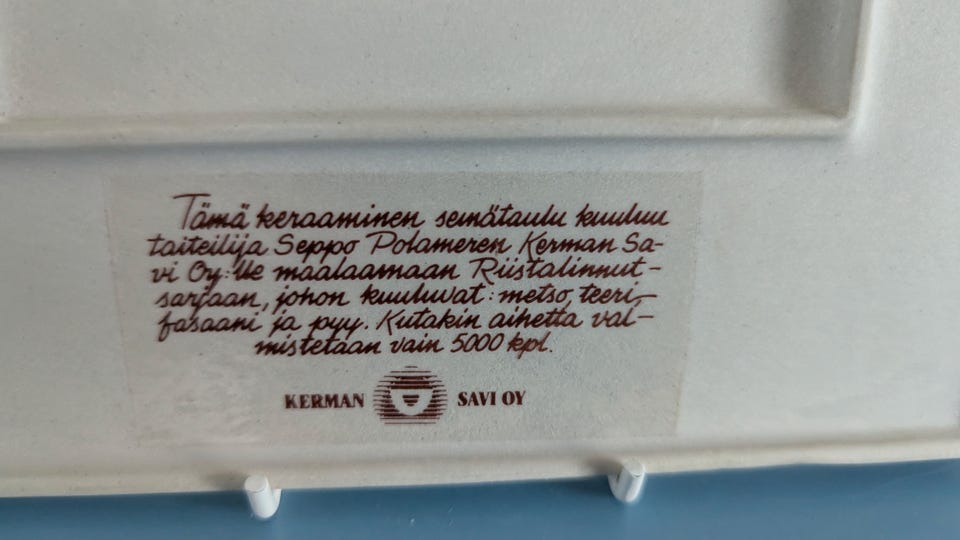 Tämä keraaminen seinätaulu kuuluu
taiteilija Seppo Polameren Kerman Sa-
vi Oy:lle maalaamaan Riistalinnut-
sarjaan, johon kuuluvat: metso, teeri,
fasaani ja pyy. Kutakin aihetta val-
mistetaan vain 5000 kpl.
KERMAN SAVI OY